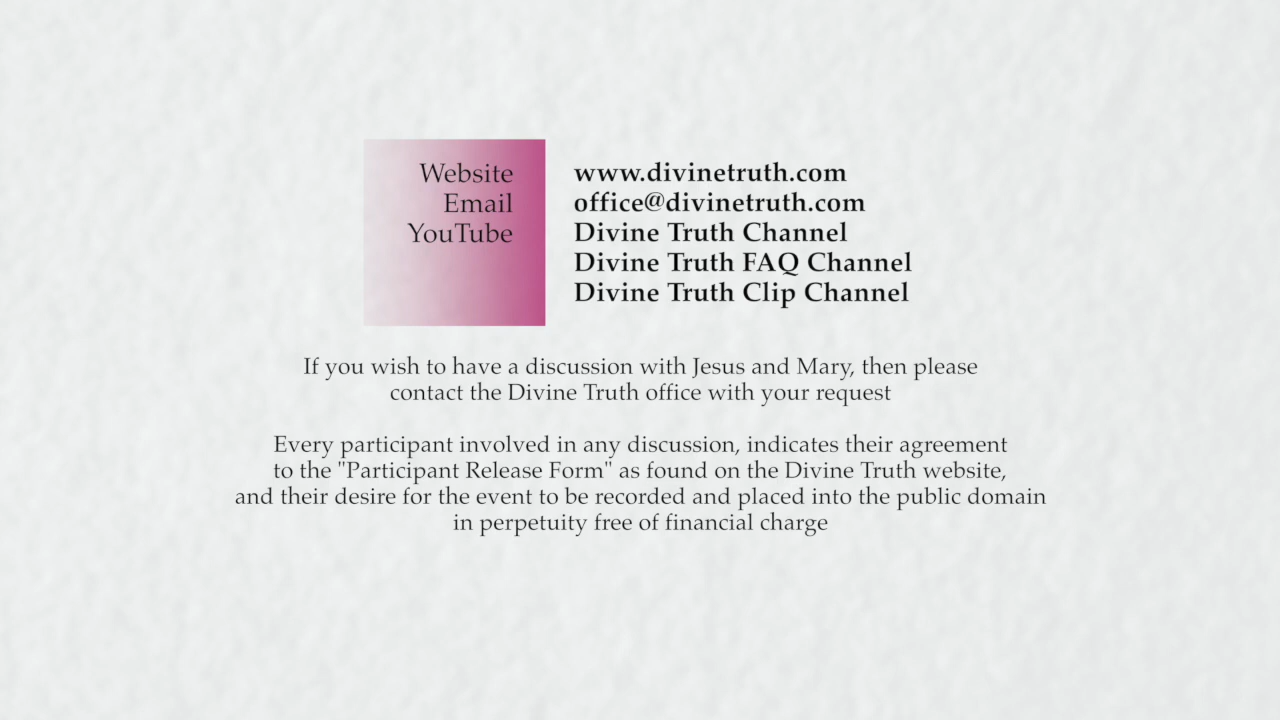 Website www.divinetruth.com
Email office@divinetruth.com
YouTube Divine Truth Channel
Divine Truth FAQ Channel
Divine Truth Clip Channel
If you wish to have a discussion with Jesus and Mary, then please
contact the Divine Truth office with your request
Every participant involved in any discussion, indicates their agreement
to the "Participant Release Form" as found on the Divine Truth website,
and their desire for the event to be recorded and placed into the public domain
in perpetuity free of financial charge